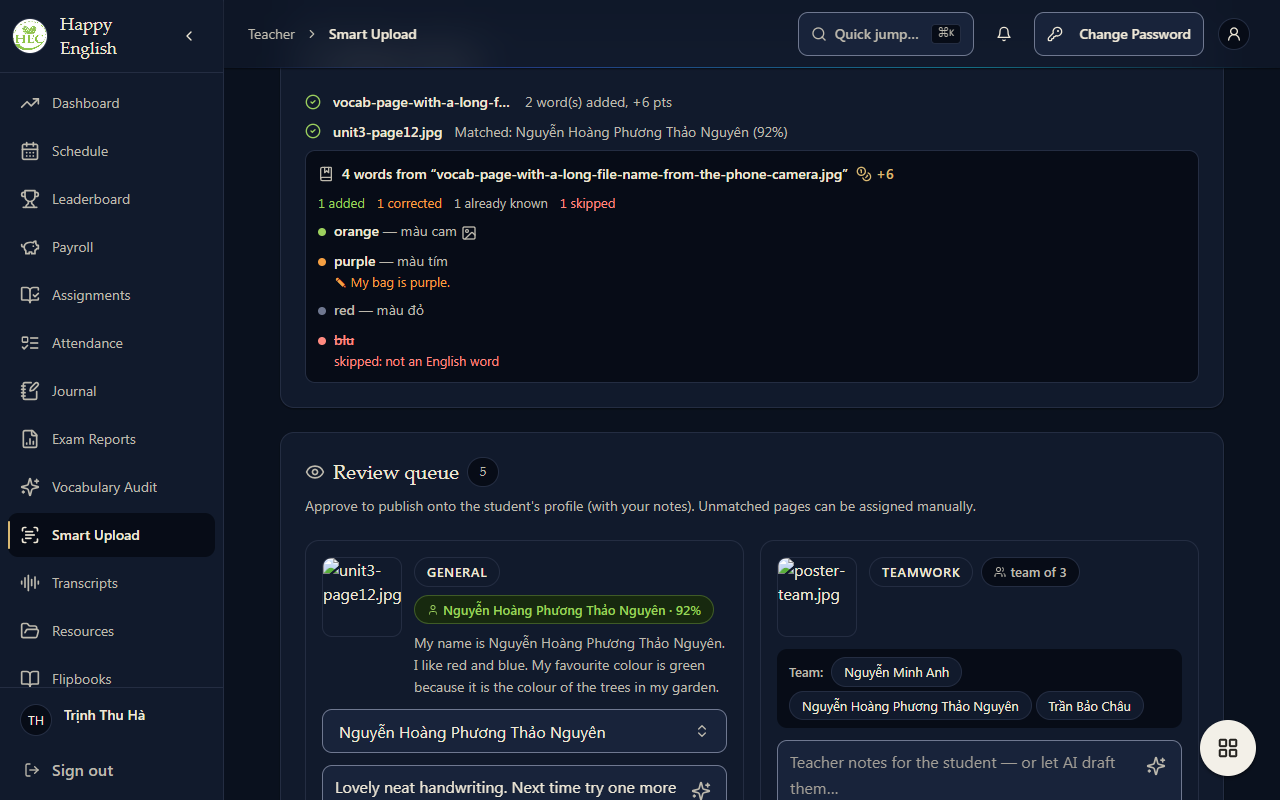 HEC
Happy
English
Teacher
Smart Upload
Quick jump...
⌘K
Change Password
Dashboard
Schedule
Leaderboard
Payroll
Assignments
Attendance
Journal
Exam Reports
Vocabulary Audit
Smart Upload
Transcripts
Resources
Flipbooks
TH
Trịnh Thu Hà
Sign out
vocab-page-with-a-long-f... 2 word(s) added, +6 pts
unit3-page12.jpg Matched: Nguyễn Hoàng Phương Thảo Nguyên (92%)
4 words from “vocab-page-with-a-long-file-name-from-the-phone-camera.jpg” +6
1 added 1 corrected 1 already known 1 skipped
orange — màu cam
purple — màu tím
My bag is purple.
red — màu đỏ
blu
skipped: not an English word
Review queue 5
Approve to publish onto the student's profile (with your notes). Unmatched pages can be assigned manually.
unit3-
page12.jpg
GENERAL
Nguyễn Hoàng Phương Thảo Nguyên · 92%
My name is Nguyễn Hoàng Phương Thảo Nguyên.
I like red and blue. My favourite colour is green
because it is the colour of the trees in my garden.
Nguyễn Hoàng Phương Thảo Nguyên
Lovely neat handwriting. Next time try one more
poster-
team.jpg
TEAMWORK
team of 3
Team: Nguyễn Minh Anh
Nguyễn Hoàng Phương Thảo Nguyên Trần Bảo Châu
Teacher notes for the student — or let AI draft
them...